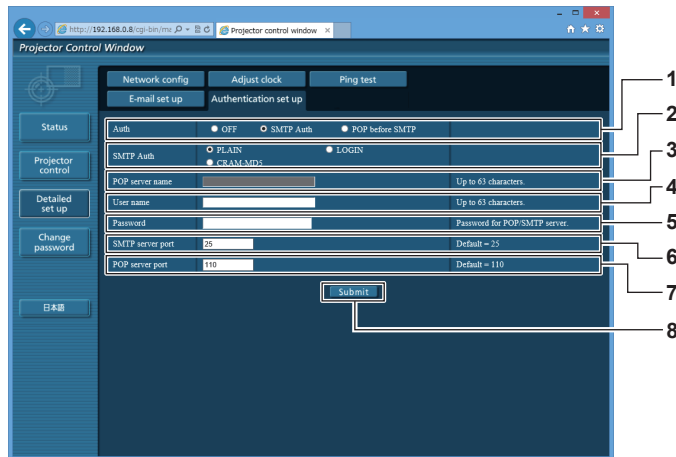 http://192.168.0.8/cgi-bin/ma
Projector control window
Projector Control Window
Network config
Adjust clock
Ping test
E-mail set up
Authentication set up
Status
Projector control
Detailed set up
Change password
日本語
Auth
OFF
SMTP Auth
POP before SMTP
1
SMTP Auth
PLAIN
LOGIN
CRAM-MD5
2
POP server name
Up to 63 characters.
3
User name
Up to 63 characters.
4
Password
Password for POP/SMTP server.
5
SMTP server port
25
Default = 25
6
POP server port
110
Default = 110
7
Submit
8